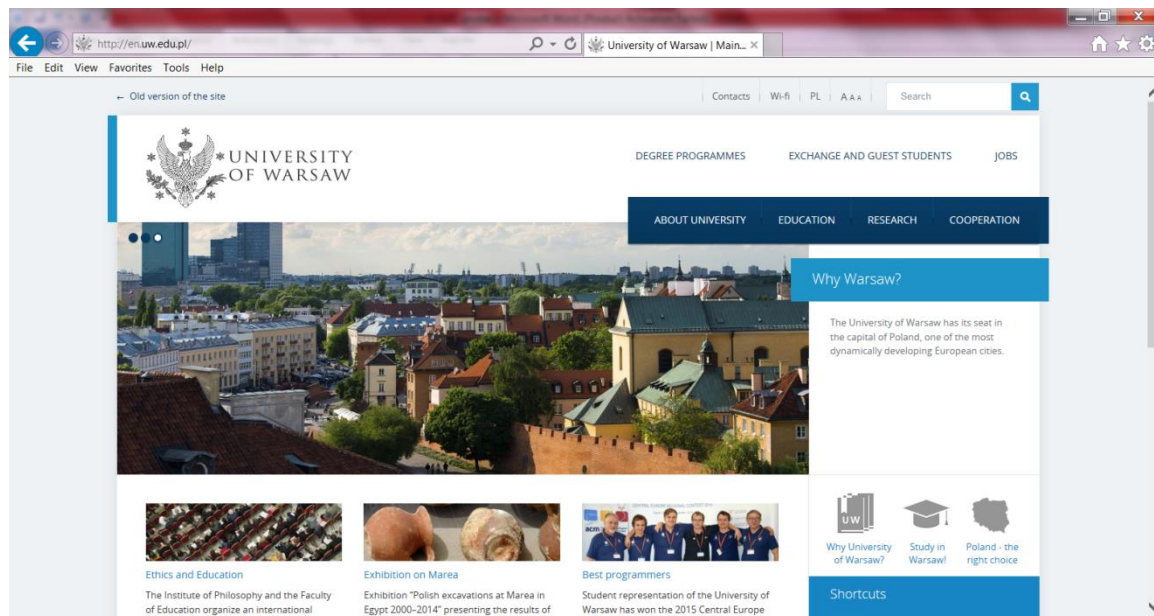 http://en.uw.edu.pl/
University of Warsaw | Main...
File Edit View Favorites Tools Help
← Old version of the site
Contacts Wi-fi PL A A A Search
UNIVERSITY
OF WARSAW
DEGREE PROGRAMMES EXCHANGE AND GUEST STUDENTS JOBS
ABOUT UNIVERSITY EDUCATION RESEARCH COOPERATION
Why Warsaw?
The University of Warsaw has its seat in
the capital of Poland, one of the most
dynamically developing European cities.
Ethics and Education
The Institute of Philosophy and the Faculty
of Education organize an international
Exhibition on Marea
Exhibition "Polish excavations at Marea in
Egypt 2000–2014" presenting the results of
acm
CENTRAL EUROPE REGIONAL CONTEST
Best programmers
Student representation of the University of
Warsaw has won the 2015 Central Europe
UW
Why University
of Warsaw?
Study in
Warsaw!
Poland - the
right choice
Shortcuts